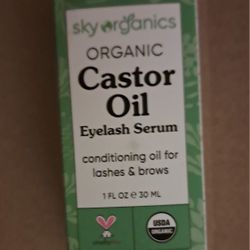 sky organics
ORGANIC
Castor
Oil
Eyelash Serum
conditioning oil for
lashes & brows
1 FL OZ ℮ 30 ML
USDA
ORGANIC